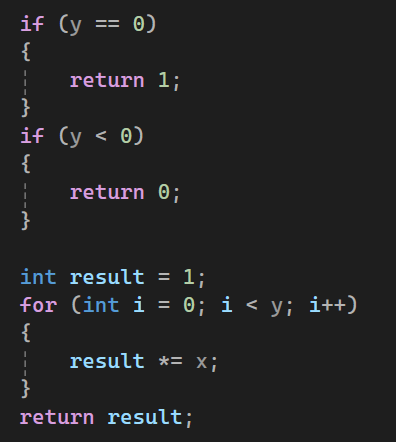 if (y == 0)
{
    return 1;
}
if (y < 0)
{
    return 0;
}

int result = 1;
for (int i = 0; i < y; i++)
{
    result *= x;
}
return result;